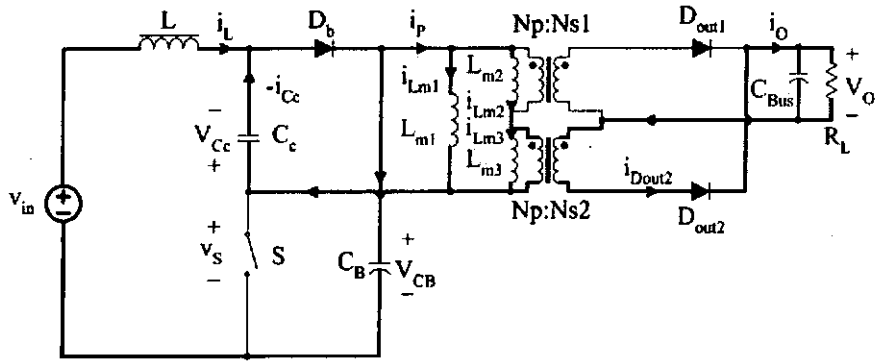 L
i_L
D_b
i_P
Np:Ns1
D_out1
i_O
+
L_m2
i_Lm1
-i_Cc
−
V_Cc
C_c
+
L_m1
i_Lm2
i_Lm3
L_m3
C_Bus
V_O
−
R_L
i_Dout2
v_in
+
−
Np:Ns2
D_out2
+
v_S
−
S
C_B
+
V_CB
−